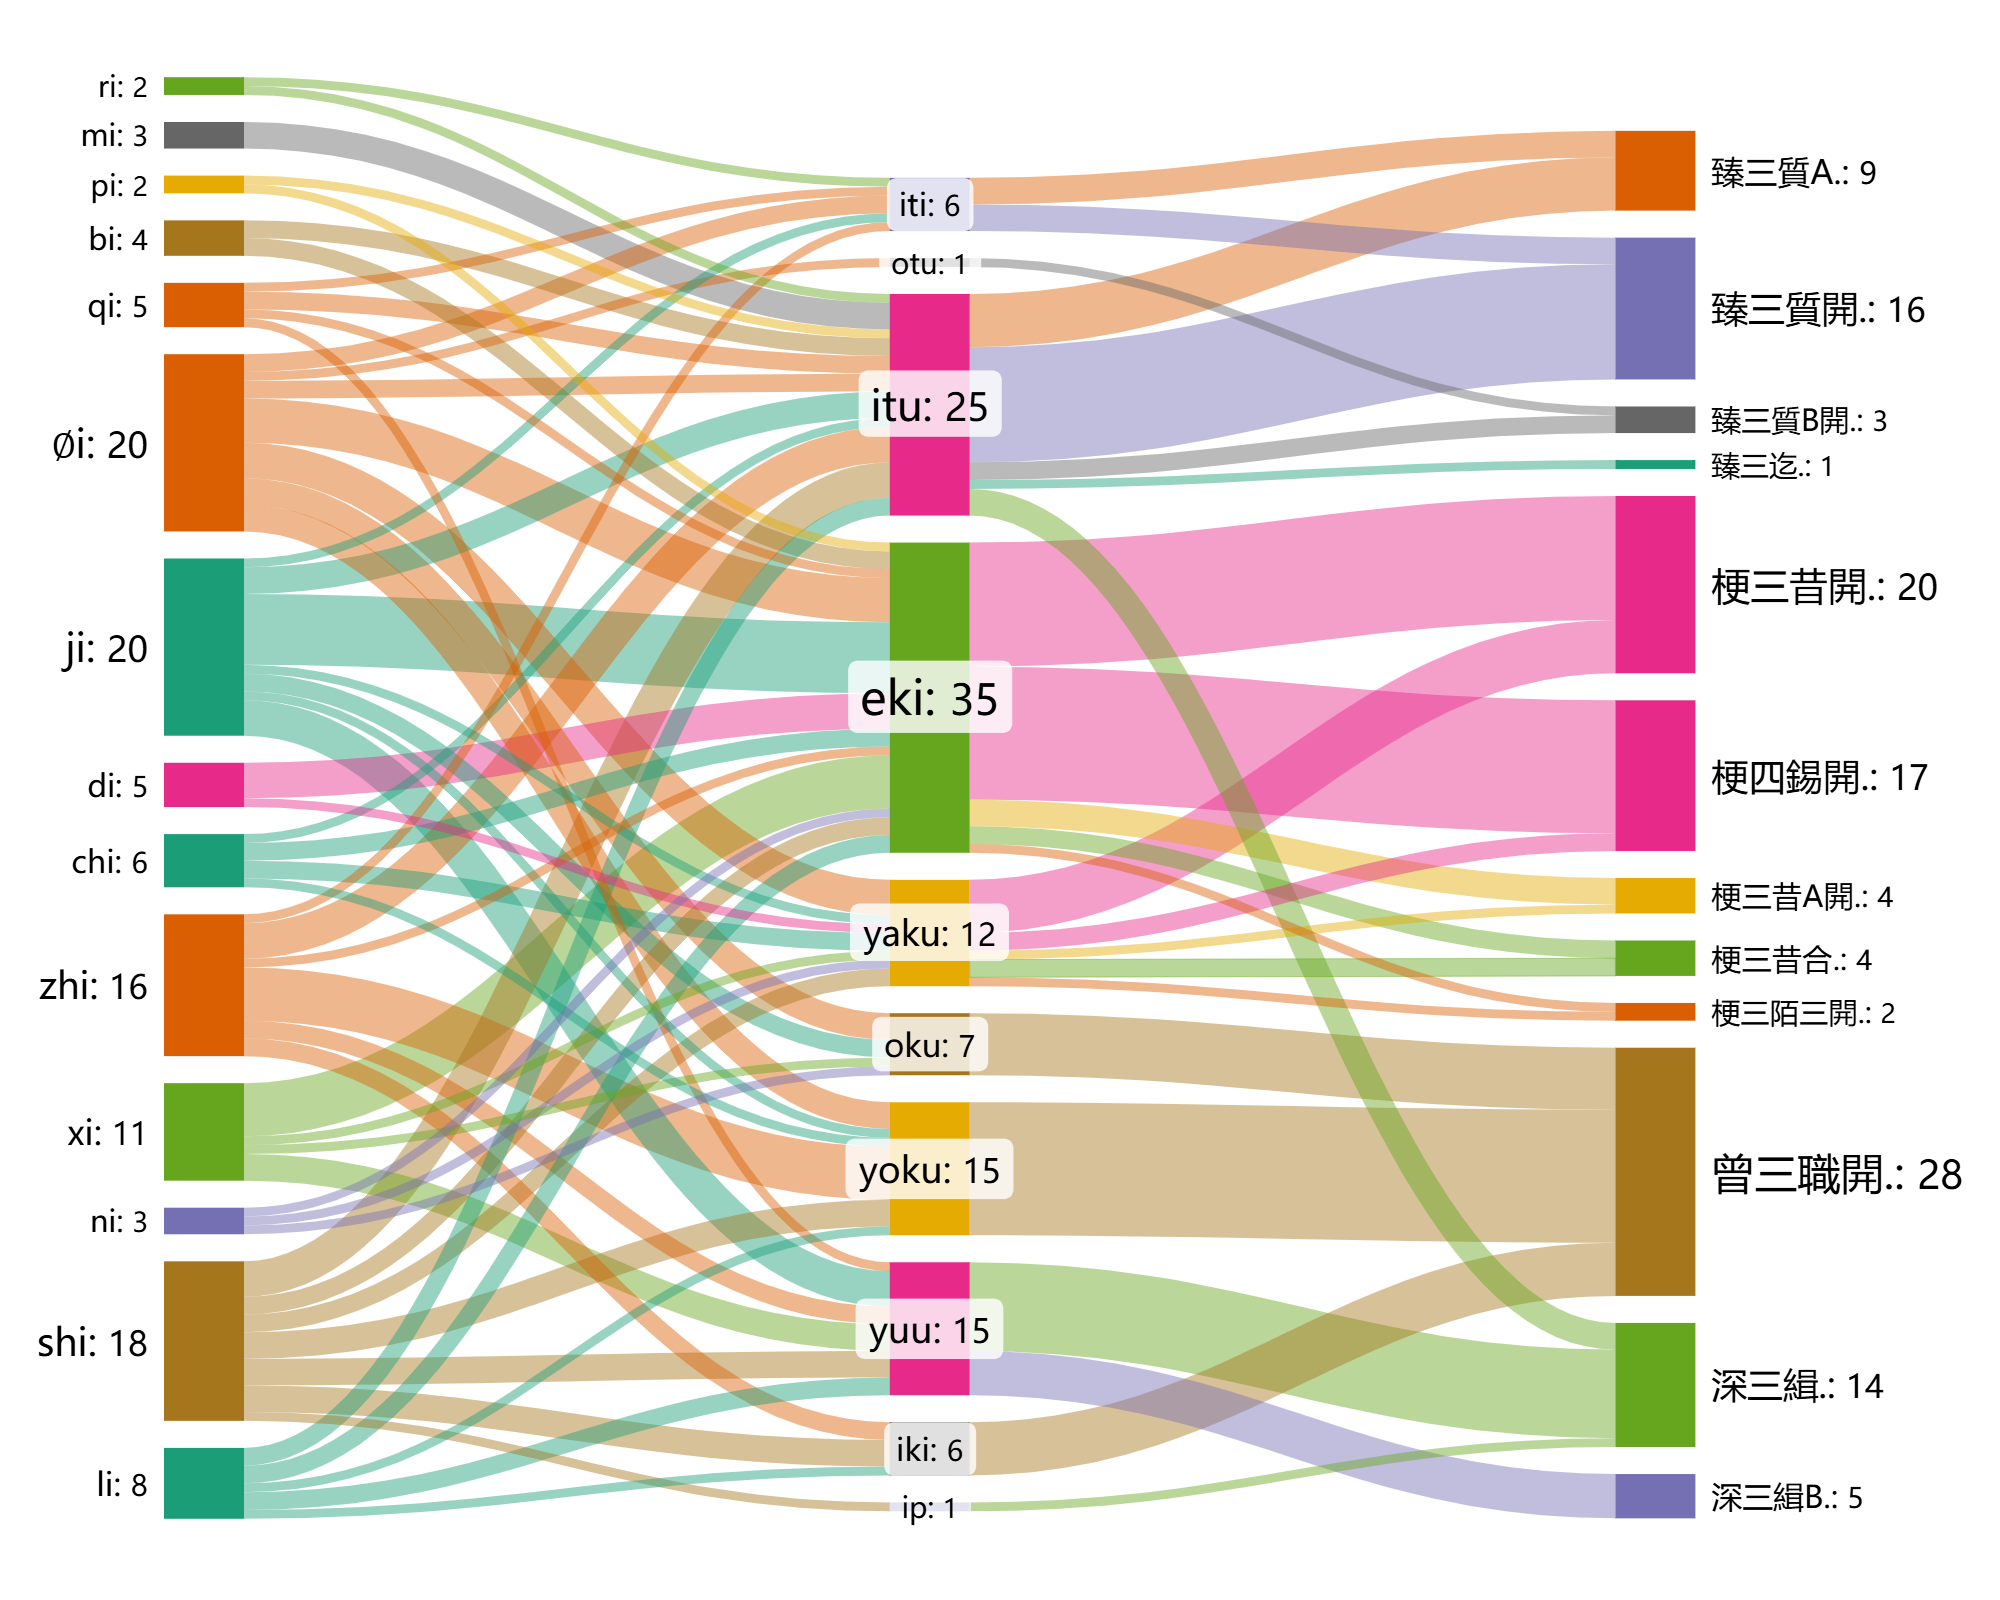 ri: 2
mi: 3
pi: 2
bi: 4
qi: 5
∅i: 20
ji: 20
di: 5
chi: 6
zhi: 16
xi: 11
ni: 3
shi: 18
li: 8
iti: 6
otu: 1
itu: 25
eki: 35
yaku: 12
oku: 7
yoku: 15
yuu: 15
iki: 6
ip: 1
臻三質A.: 9
臻三質開.: 16
臻三質B開.: 3
臻三迄.: 1
梗三昔開.: 20
梗四錫開.: 17
梗三昔A開.: 4
梗三昔合.: 4
梗三陌三開.: 2
曾三職開.: 28
深三緝.: 14
深三緝B.: 5